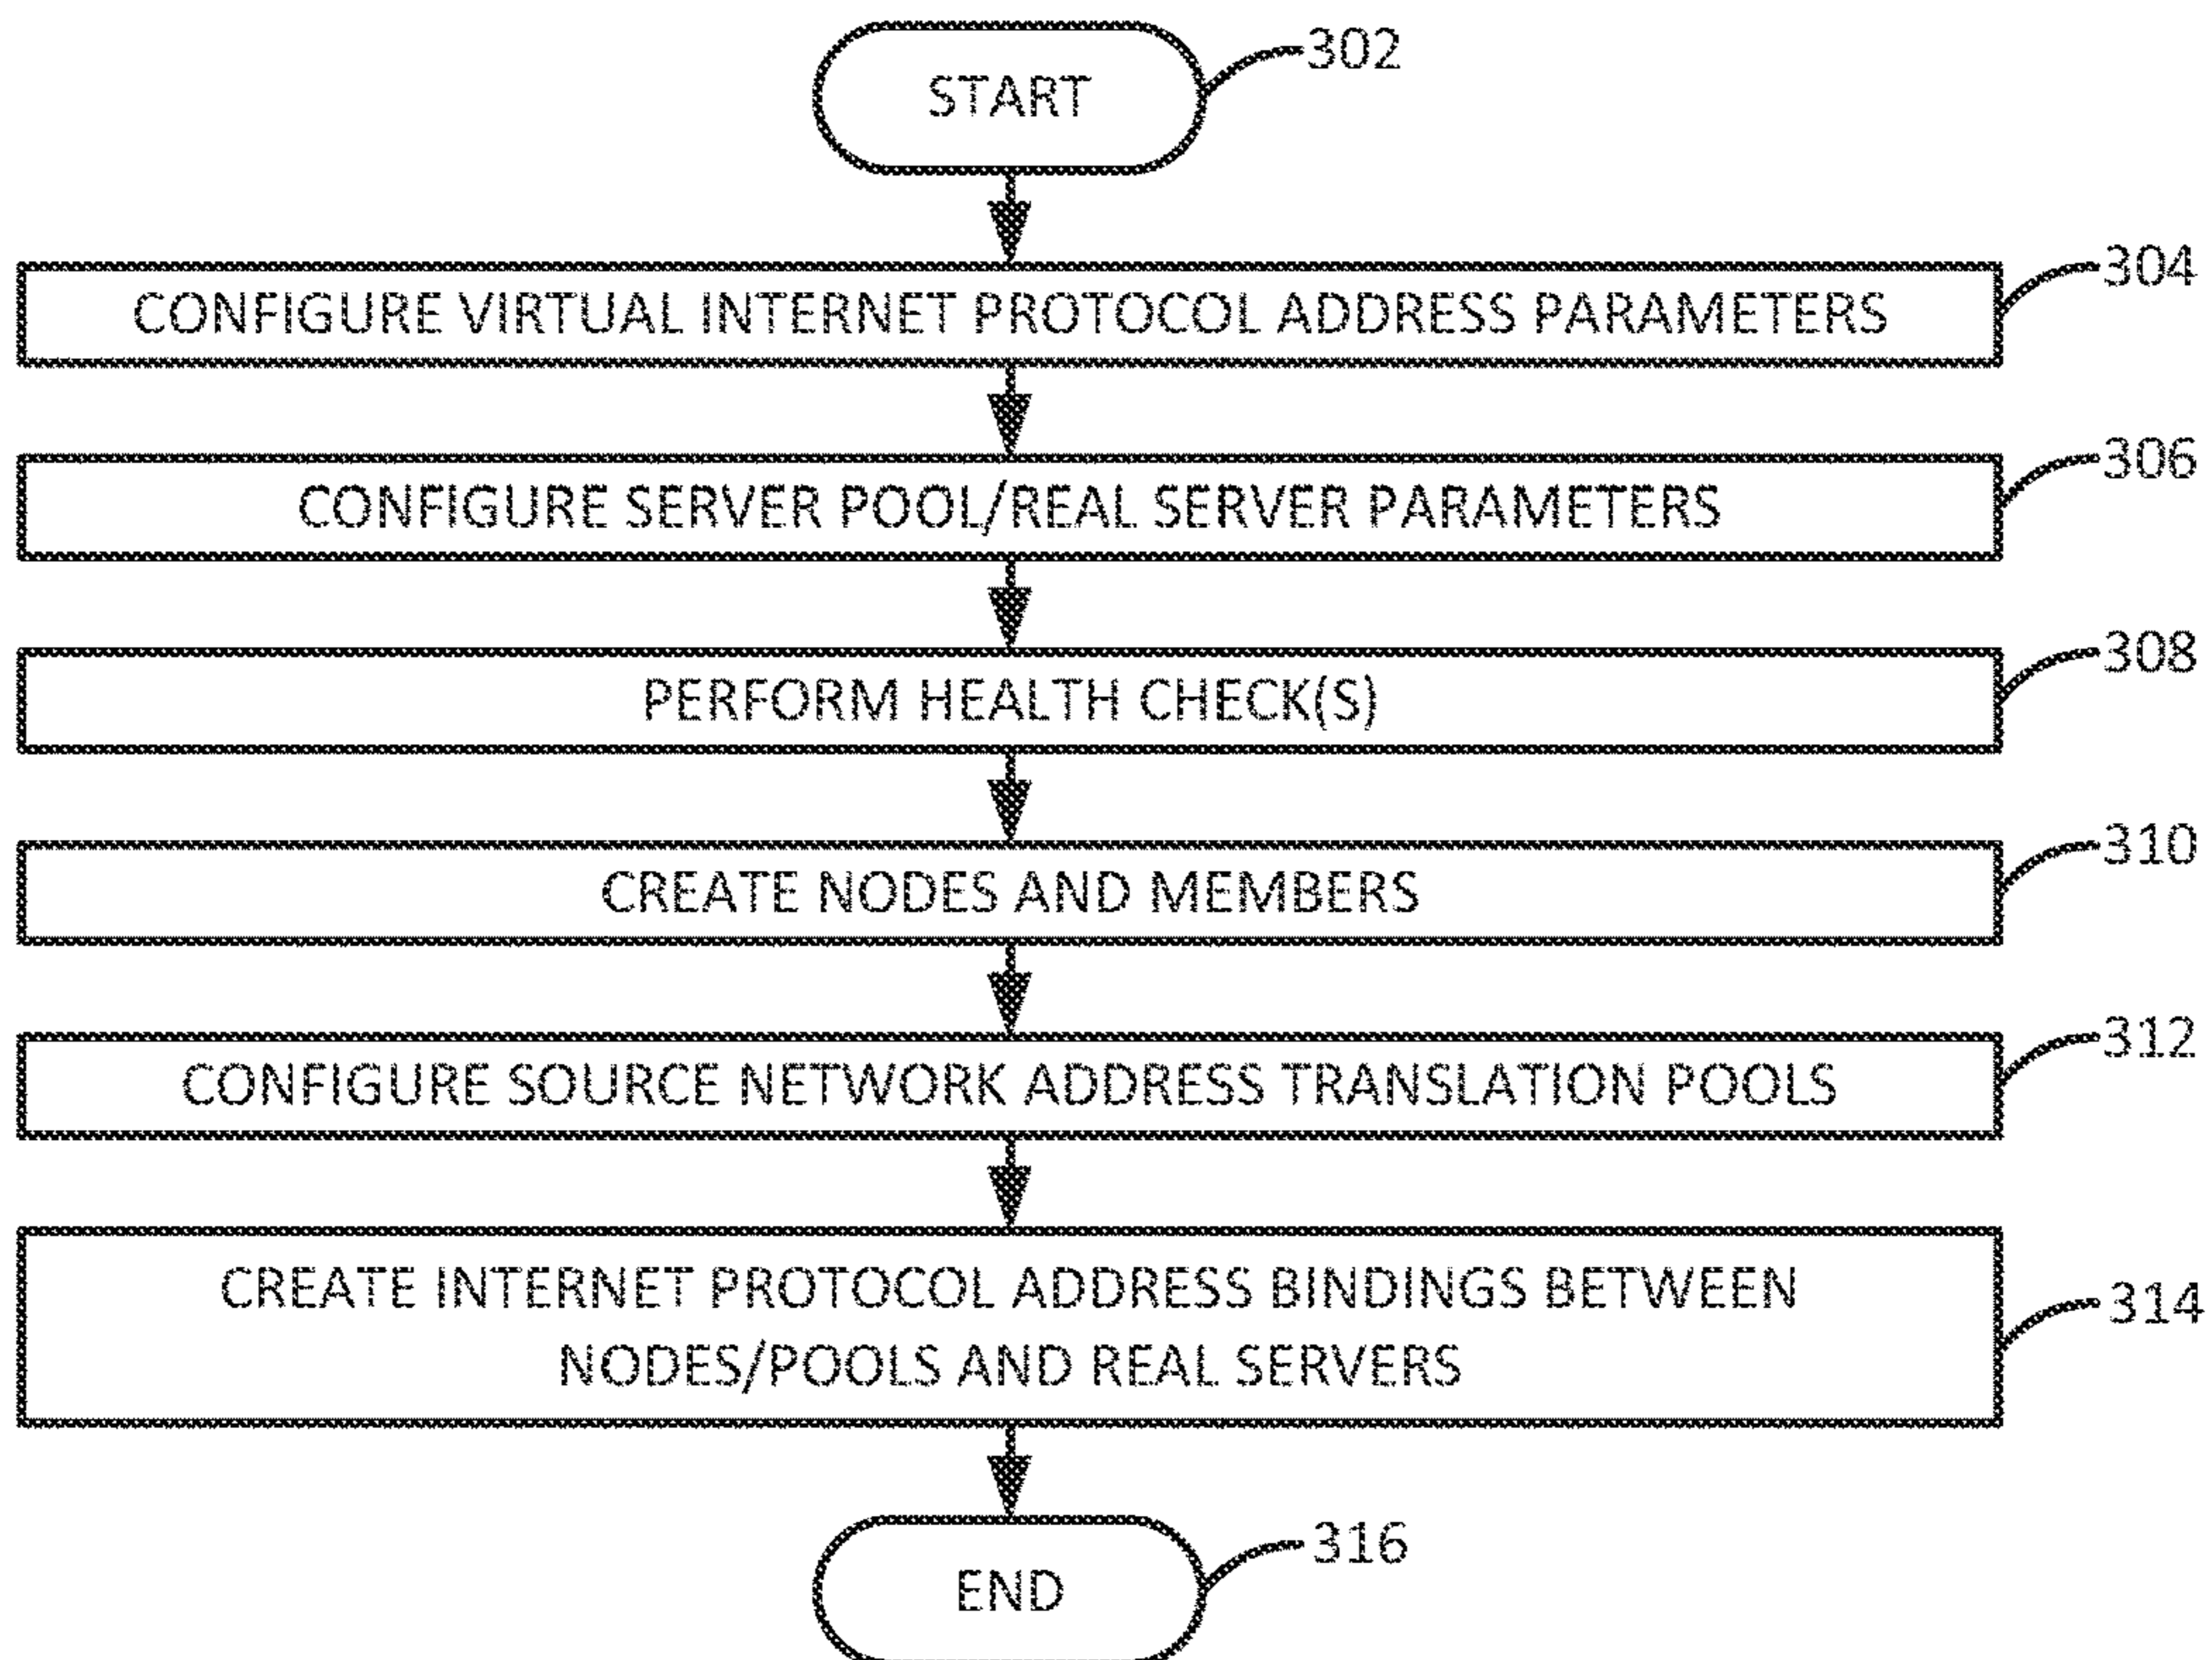 START
302
CONFIGURE VIRTUAL INTERNET PROTOCOL ADDRESS PARAMETERS
304
CONFIGURE SERVER POOL/REAL SERVER PARAMETERS
306
PERFORM HEALTH CHECK(S)
308
CREATE NODES AND MEMBERS
310
CONFIGURE SOURCE NETWORK ADDRESS TRANSLATION POOLS
312
CREATE INTERNET PROTOCOL ADDRESS BINDINGS BETWEEN
NODES/POOLS AND REAL SERVERS
314
END
316